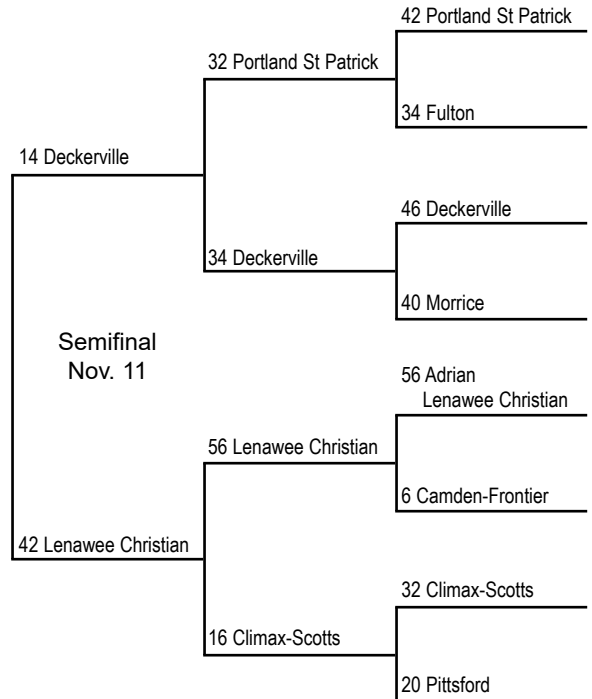 42 Portland St Patrick
32 Portland St Patrick
34 Fulton
14 Deckerville
46 Deckerville
34 Deckerville
40 Morrice
Semifinal
Nov. 11
56 Adrian
Lenawee Christian
56 Lenawee Christian
6 Camden-Frontier
42 Lenawee Christian
32 Climax-Scotts
16 Climax-Scotts
20 Pittsford